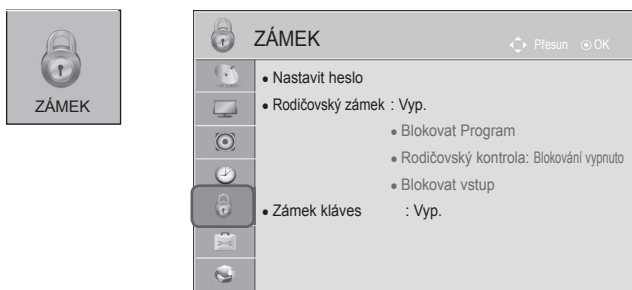 ZÁMEK
ZÁMEK
Přesun OK
• Nastavit heslo
• Rodičovský zámek : Vyp.
• Blokovat Program
• Rodičovský kontrola: Blokování vypnuto
• Blokovat vstup
• Zámek kláves : Vyp.